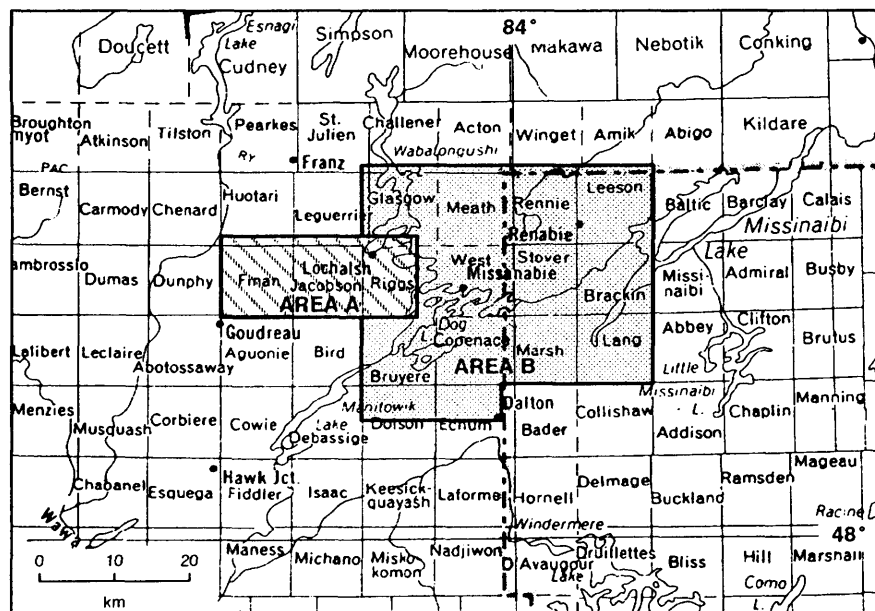 84°
Doucett
Esnagi
Lake
Cudney
Simpson
Moorehouse
Makawa
Nebotik
Conking
Broughton
myot
Atkinson
Tilston
Pearkes
St.
Julien
Challener
Acton
Wabatongushi
Winget
Amik
Abigo
Kildare
PAC
RY
Franz
Bernst
Carmody
Chenard
Huotari
Leguerrier
Glasgow
Meath
Rennie
Renabie
Leeson
Baltic
Barclay
Calais
Missinaibi
Lake
ambrossio
Dumas
Dunphy
Lochalsh
Jacobson
Riggs
AREA A
West
Missanabie
Stover
Brackin
Missi-
naibi
Admiral
Busby
Goudreau
Lalibert
Leclaire
Abotossaway
Aguonie
Bird
Bruyere
Dog
L.
Copenace
AREA B
Marsh
Lang
Abbey
Little
Missinaibi
L.
Clifton
Brutus
4
Menzies
Musquash
Corbiere
Cowie
Manitowik
Lake
Debassige
Dolson
Echum
Dalton
Bader
Collishaw
Addison
Chaplin
Manning
Chabanel
Esquega
Hawk Jct.
Fiddler
Isaac
Keesick-
quayash
Laforme
Hornell
Delmage
Buckland
Ramsden
Mageau
Racine
Wawa
Windermere
Lake
48°
Maness
Michano
Misko
komon
Nadjiwon
D'Avaugour
Druillettes
Bliss
Hill
Marshall
Como
L.
0 10 20
km